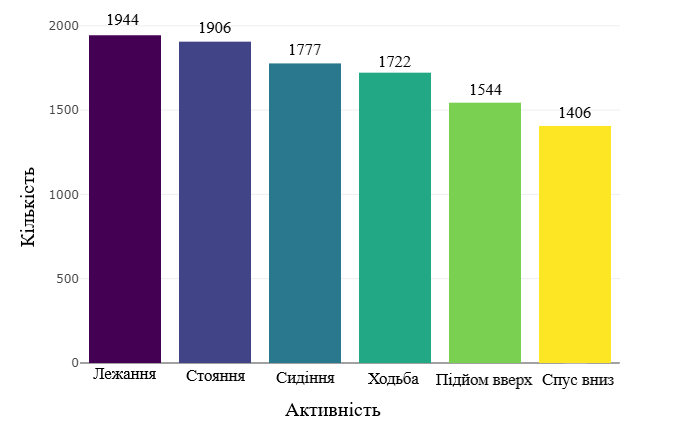 2000
1500
1000
500
0
Кількість
1944
1906
1777
1722
1544
1406
Лежання
Стояння
Сидіння
Ходьба
Підйом вверх
Спус вниз
Активність